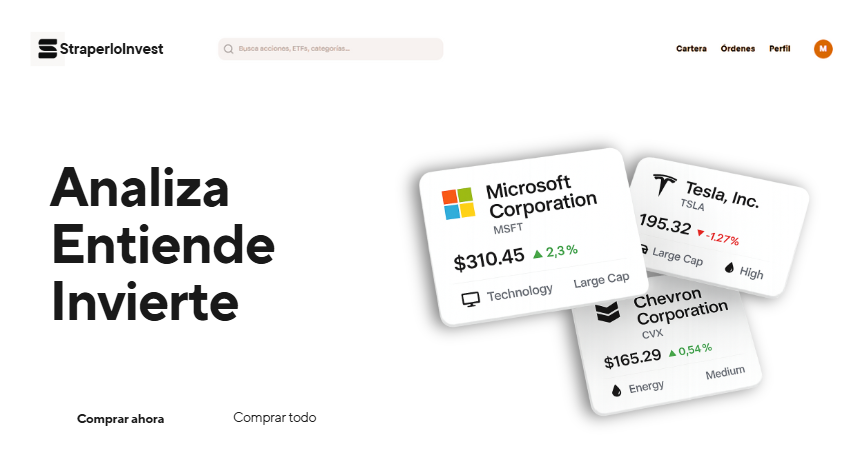 StraperloInvest
Busca acciones, ETFs, categorías...
Cartera
Órdenes
Perfil
M
Analiza
Entiende
Invierte
Microsoft
Corporation
MSFT
$310.45 ▲ 2,3%
Technology
Large Cap
Tesla, Inc.
TSLA
195.32 ▼ -1.27%
Large Cap
High
Chevron
Corporation
CVX
$165.29 ▲ 0,54%
Energy
Medium
Comprar ahora
Comprar todo